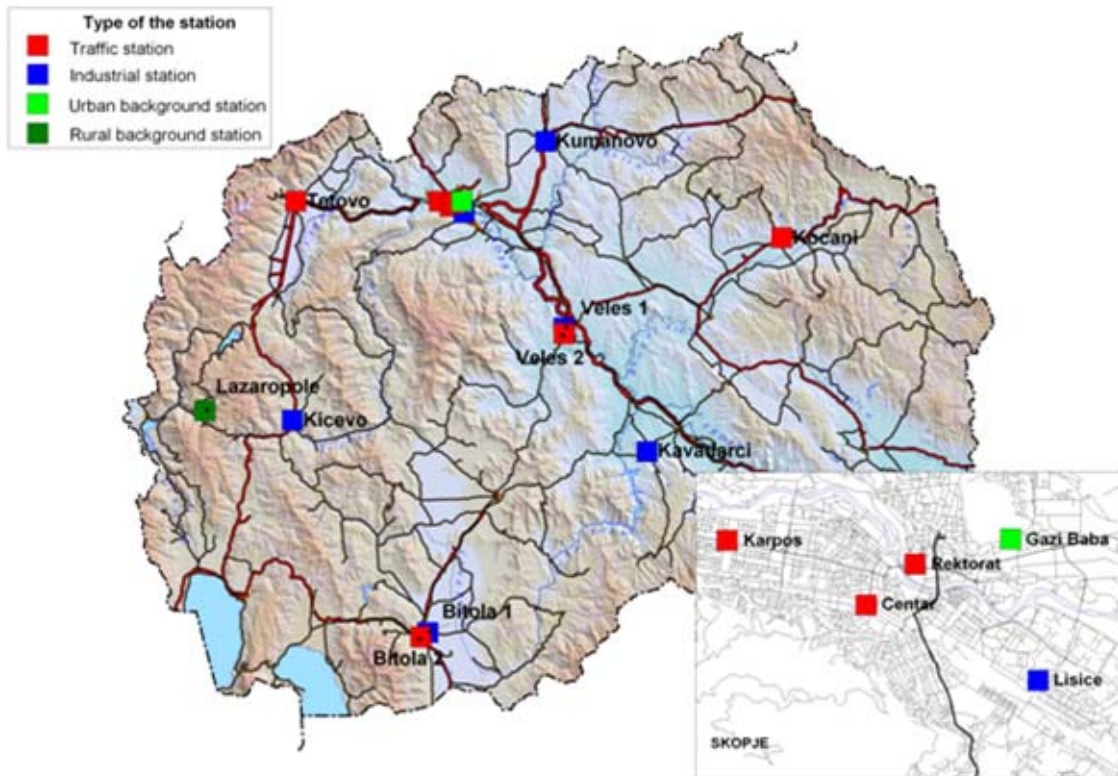 Type of the station
Traffic station
Industrial station
Urban background station
Rural background station
Kumanovo
Tetovo
Kocani
Veles 1
Veles 2
Lazaropole
Kicevo
Kavadarci
Bitola 1
Bitola 2
Karpos
Gazi Baba
Rektorat
Centar
Lisice
SKOPJE